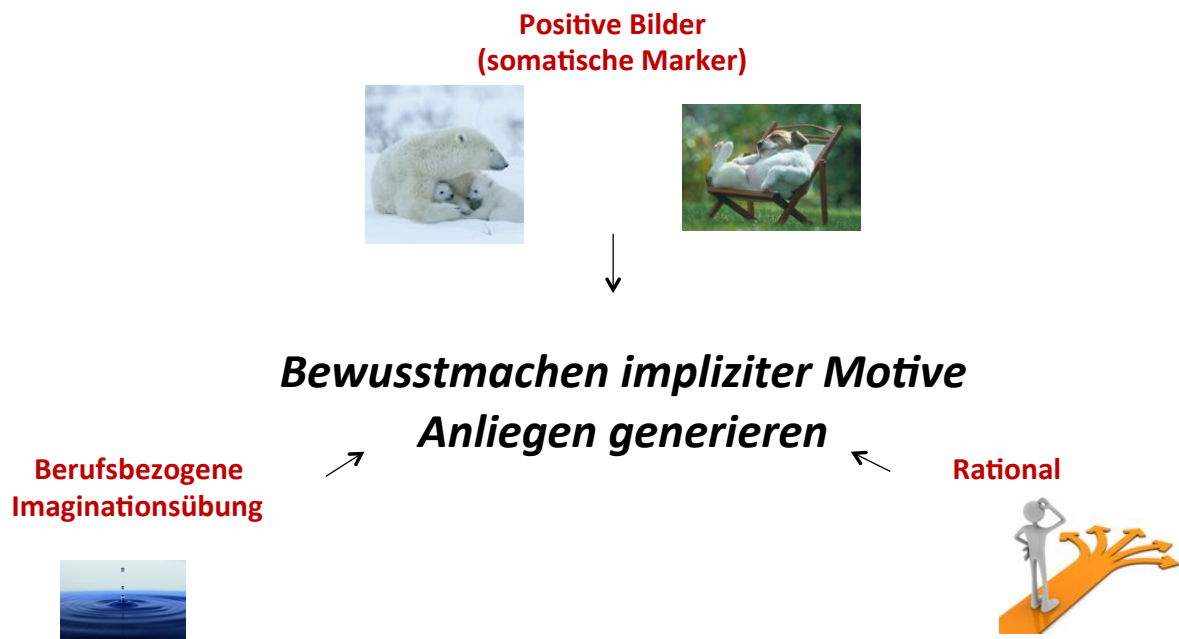 Positive Bilder
(somatische Marker)
Bewusstmachen impliziter Motive
Anliegen generieren
Berufsbezogene
Imaginationsübung
Rational